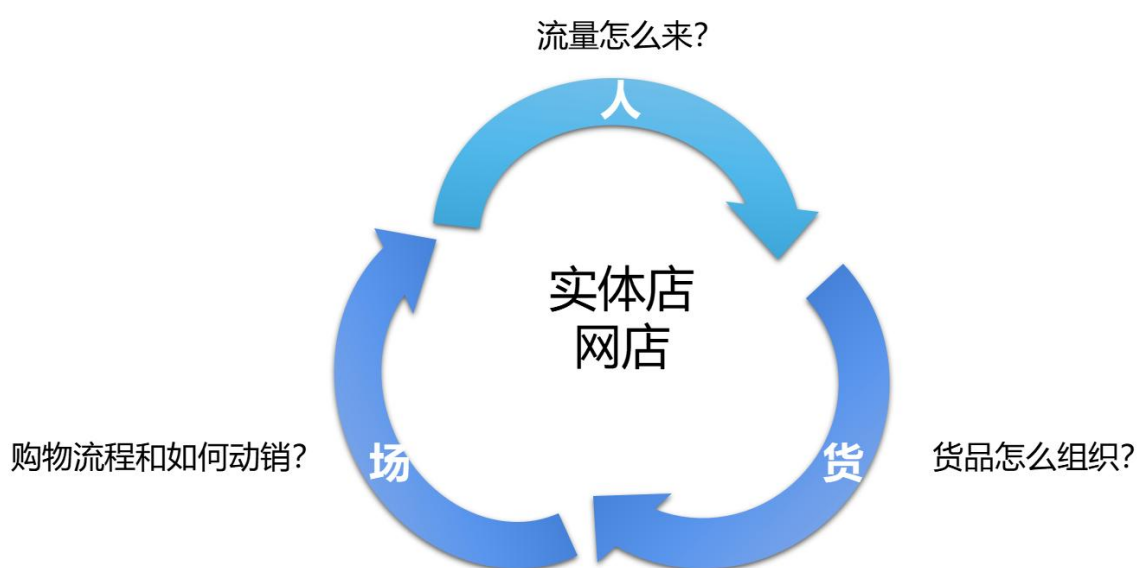 流量怎么来?
人
实体店
网店
购物流程和如何动销?
场
货
货品怎么组织?